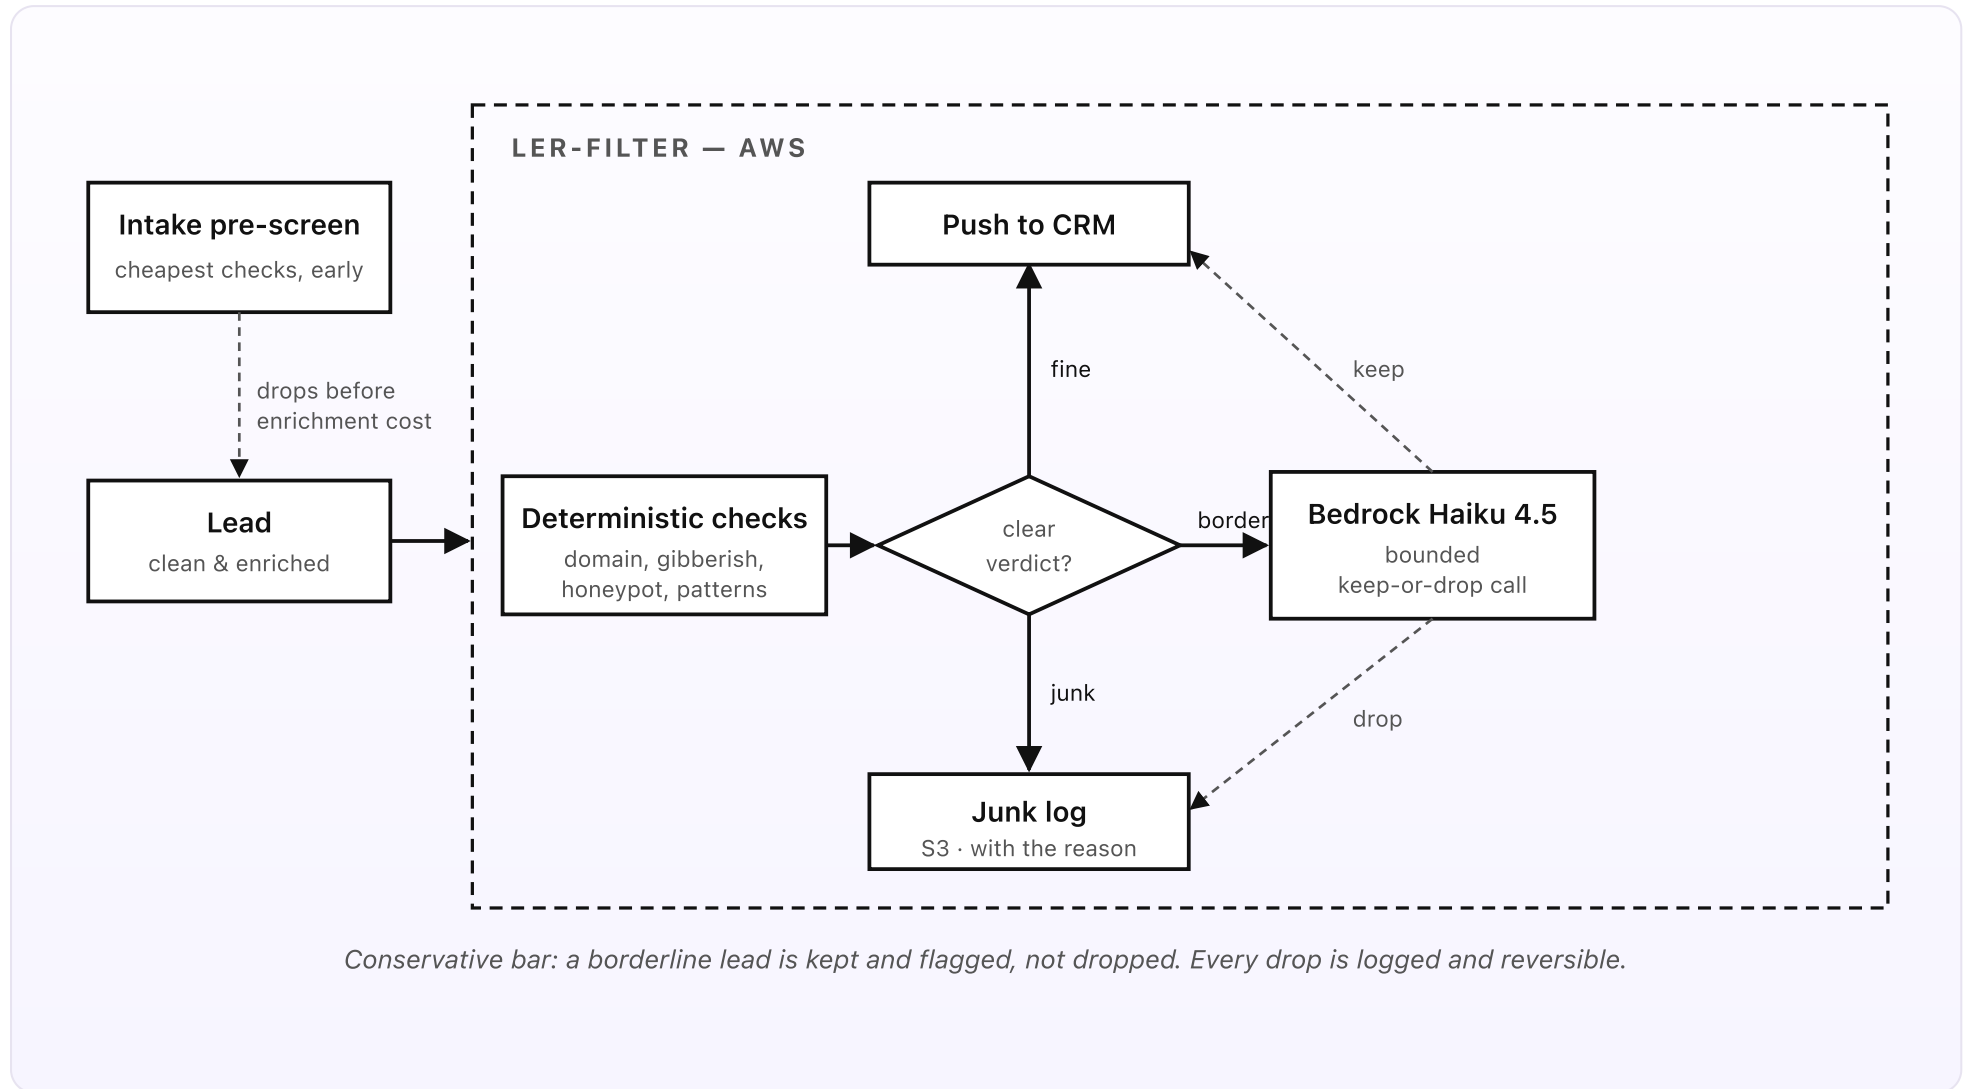 LER-FILTER — AWS
Intake pre-screen
cheapest checks, early
drops before
enrichment cost
Lead
clean & enriched
Deterministic checks
domain, gibberish,
honeypot, patterns
clear
verdict?
fine
Push to CRM
border
Bedrock Haiku 4.5
bounded
keep-or-drop call
keep
drop
junk
Junk log
S3 · with the reason
Conservative bar: a borderline lead is kept and flagged, not dropped. Every drop is logged and reversible.